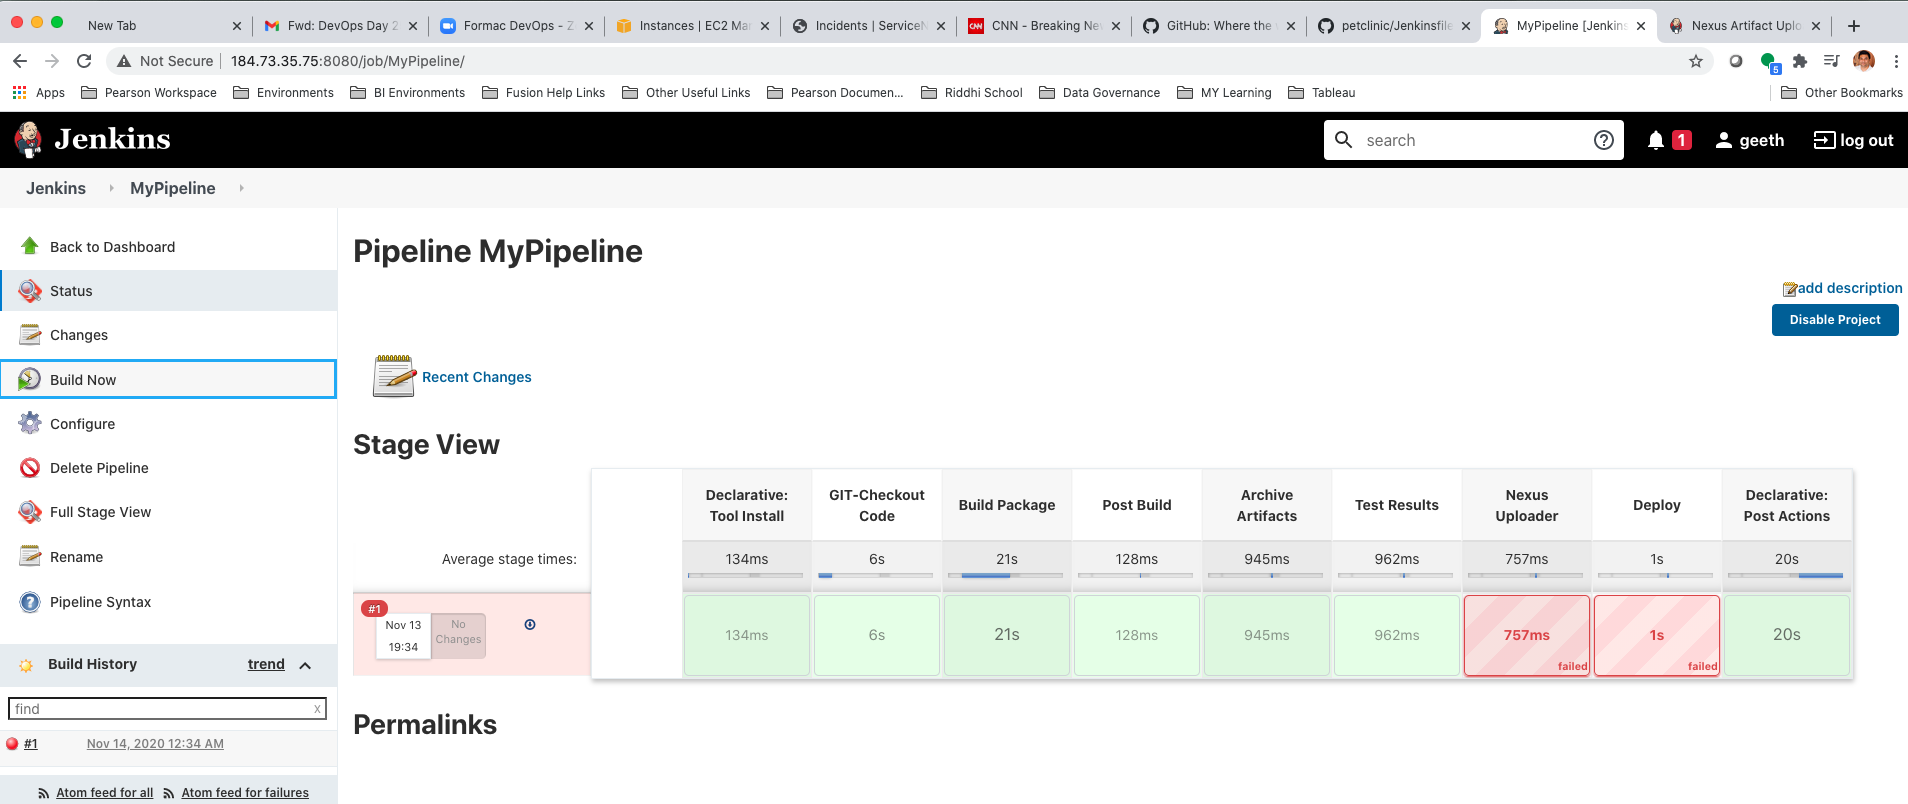 New Tab
Fwd: DevOps Day 2
Formac DevOps - Z
Instances | EC2 Man
Incidents | ServiceN
CNN
CNN - Breaking Nev
GitHub: Where the
petclinic/Jenkinsfile
MyPipeline [Jenkins
Nexus Artifact Uplo
Not Secure
184.73.35.75:8080/job/MyPipeline/
5
Apps
Pearson Workspace
Environments
BI Environments
Fusion Help Links
Other Useful Links
Pearson Documen...
Riddhi School
Data Governance
MY Learning
Tableau
Other Bookmarks
Jenkins
search
1
geeth
log out
Jenkins
MyPipeline
Back to Dashboard
Status
Changes
Build Now
Configure
Delete Pipeline
Full Stage View
Rename
Pipeline Syntax
Build History
trend
find
x
#1
Nov 14, 2020 12:34 AM
Atom feed for all
Atom feed for failures
Pipeline MyPipeline
add description
Disable Project
Recent Changes
Stage View
Declarative: Tool Install
GIT-Checkout Code
Build Package
Post Build
Archive Artifacts
Test Results
Nexus Uploader
Deploy
Declarative: Post Actions
Average stage times:
134ms
6s
21s
128ms
945ms
962ms
757ms
1s
20s
#1
Nov 13
19:34
No Changes
134ms
6s
21s
128ms
945ms
962ms
757ms
failed
1s
failed
20s
Permalinks